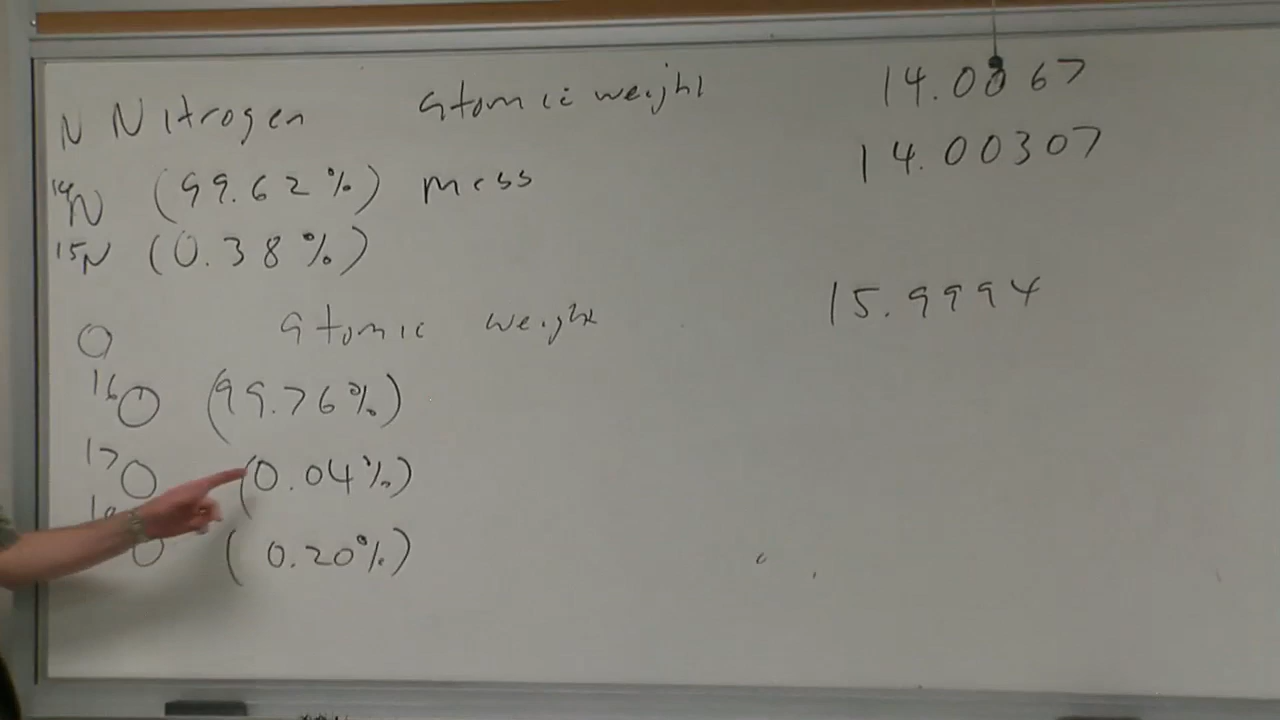 N Nitrogen atomic weight 14.0067
14N (99.62%) mass 14.00307
15N (0.38%)
O atomic weight 15.9994
16O (99.76%)
17O (0.04%)
18O (0.20%)